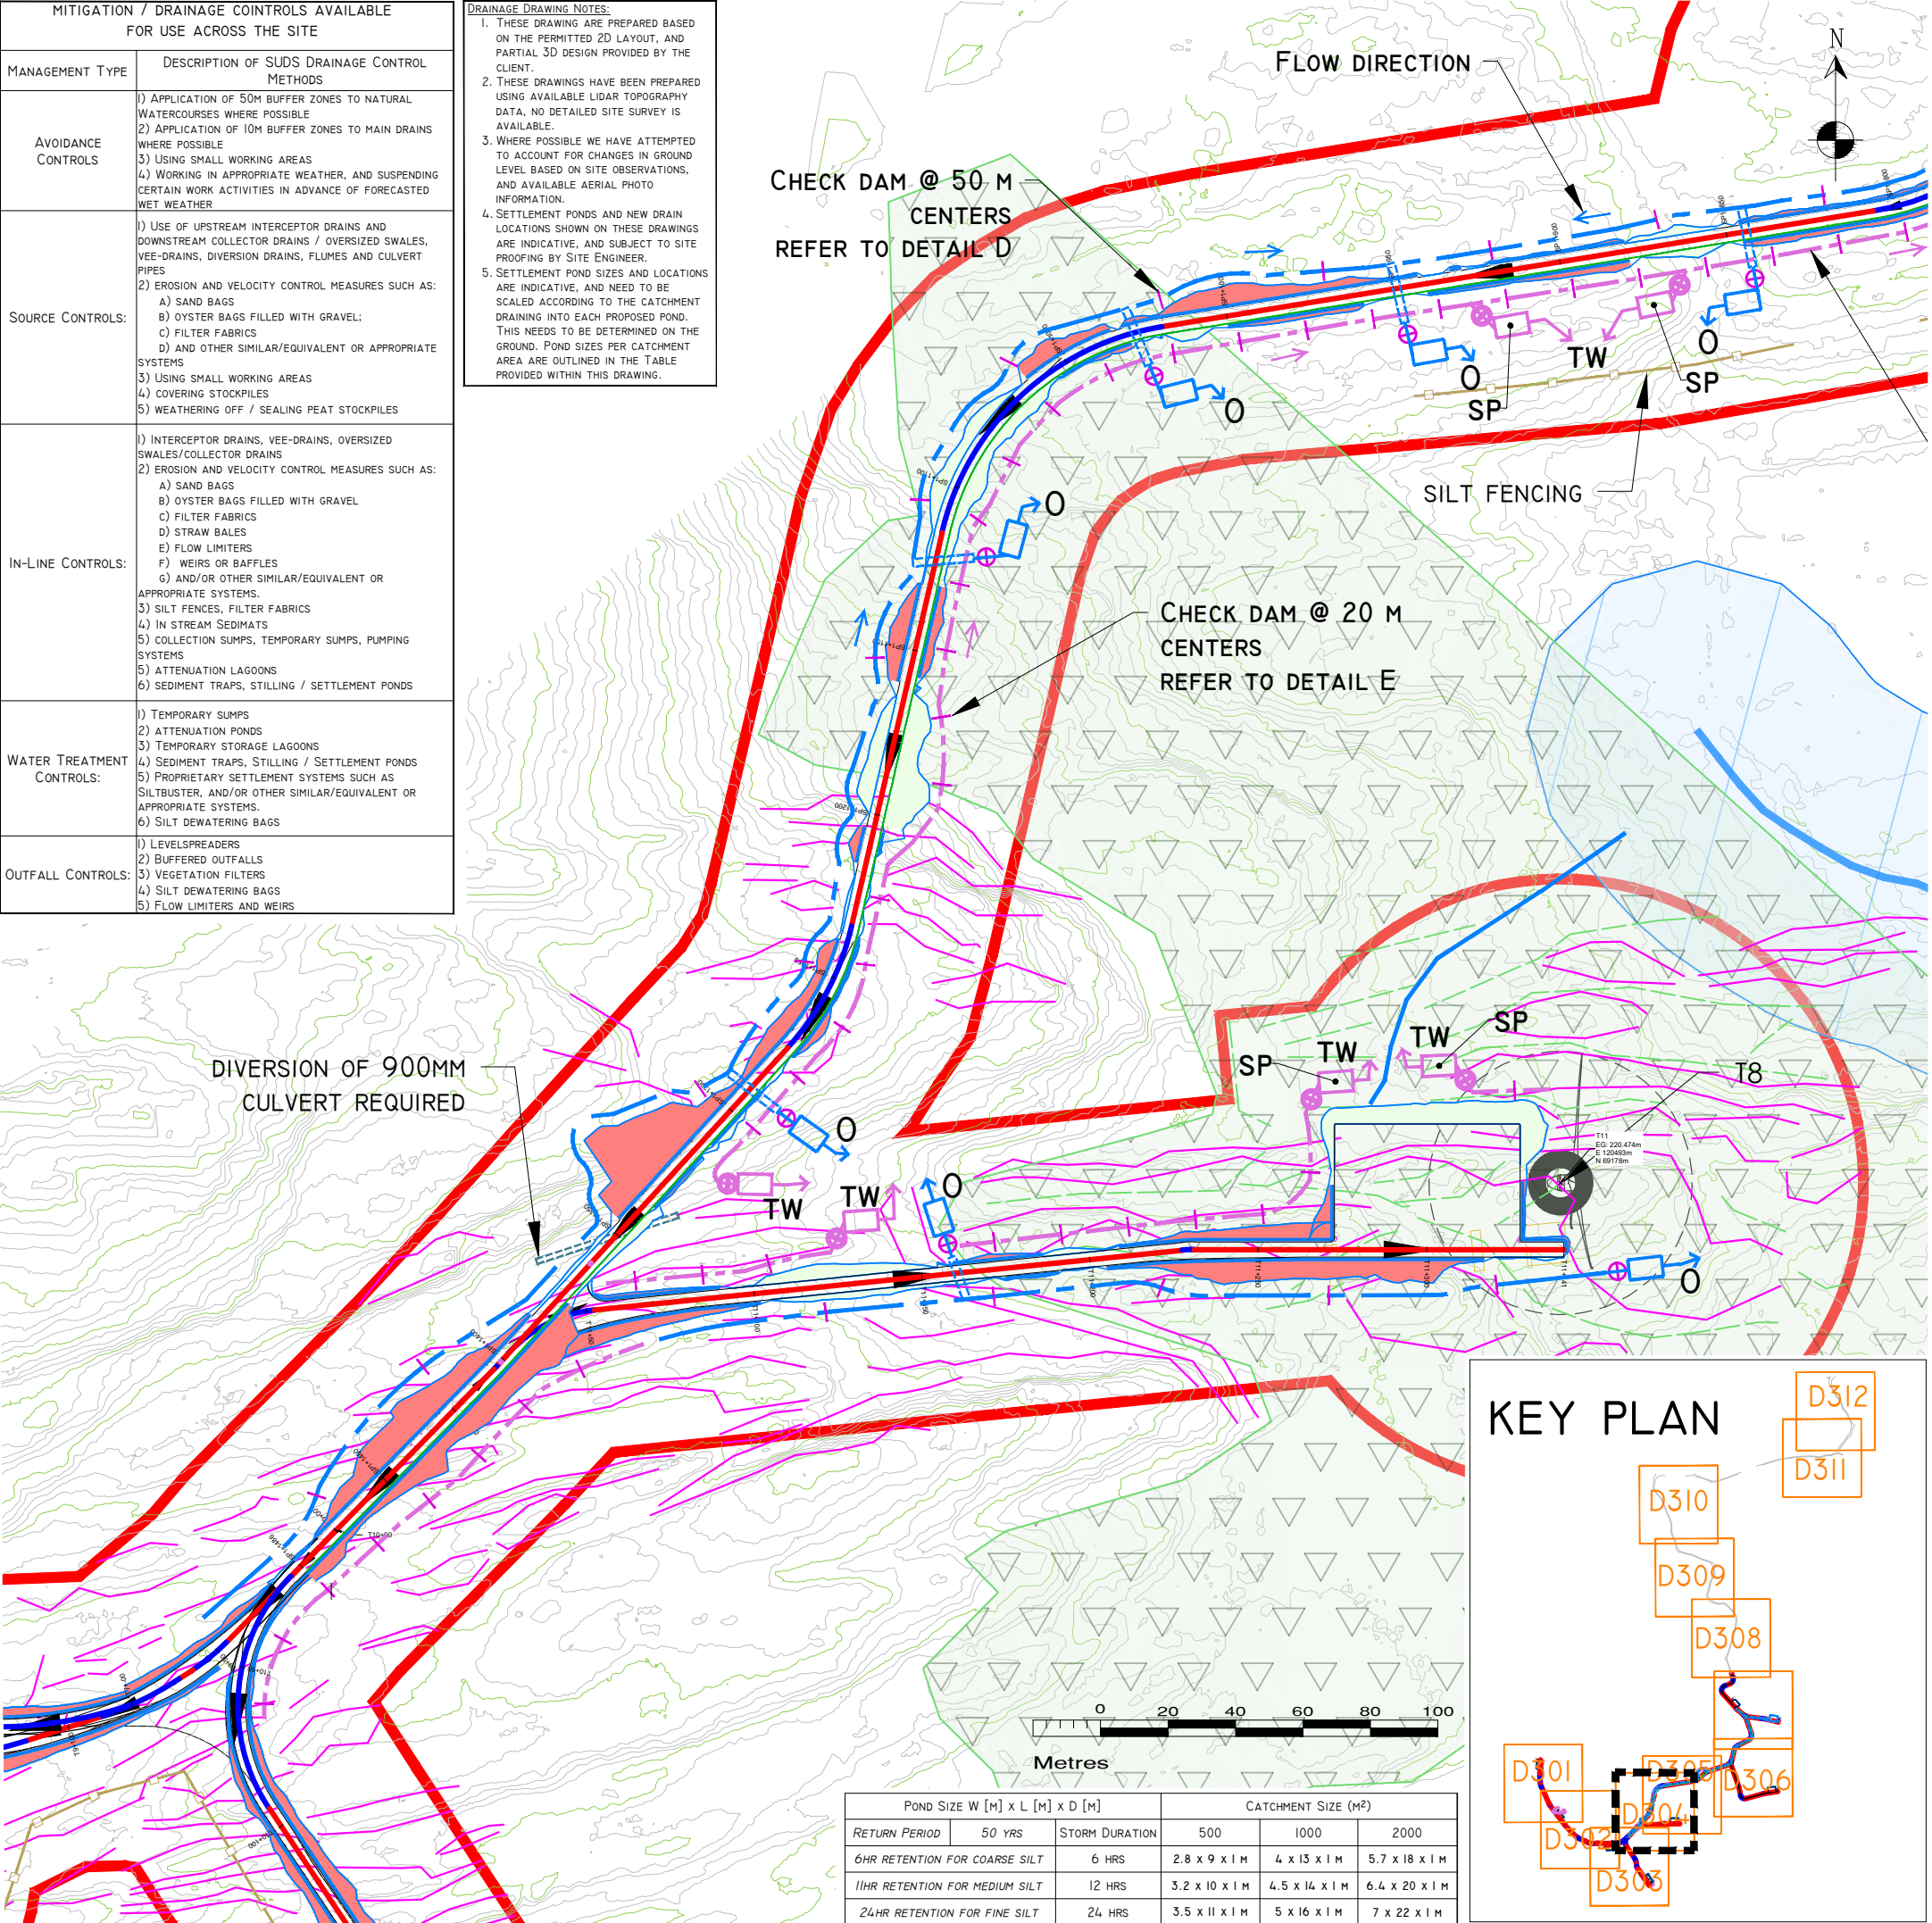 MITIGATION / DRAINAGE COINTROLS AVAILABLE
FOR USE ACROSS THE SITE
MANAGEMENT TYPE
DESCRIPTION OF SUDS DRAINAGE CONTROL
METHODS
AVOIDANCE
CONTROLS
1) APPLICATION OF 50M BUFFER ZONES TO NATURAL
WATERCOURSES WHERE POSSIBLE
2) APPLICATION OF 10M BUFFER ZONES TO MAIN DRAINS
WHERE POSSIBLE
3) USING SMALL WORKING AREAS
4) WORKING IN APPROPRIATE WEATHER, AND SUSPENDING
CERTAIN WORK ACTIVITIES IN ADVANCE OF FORECASTED
WET WEATHER
SOURCE CONTROLS:
1) USE OF UPSTREAM INTERCEPTOR DRAINS AND
DOWNSTREAM COLLECTOR DRAINS / OVERSIZED SWALES,
VEE-DRAINS, DIVERSION DRAINS, FLUMES AND CULVERT
PIPES
2) EROSION AND VELOCITY CONTROL MEASURES SUCH AS:
A) SAND BAGS
B) OYSTER BAGS FILLED WITH GRAVEL;
C) FILTER FABRICS
D) AND OTHER SIMILAR/EQUIVALENT OR APPROPRIATE
SYSTEMS
3) USING SMALL WORKING AREAS
4) COVERING STOCKPILES
5) WEATHERING OFF / SEALING PEAT STOCKPILES
IN-LINE CONTROLS:
1) INTERCEPTOR DRAINS, VEE-DRAINS, OVERSIZED
SWALES/COLLECTOR DRAINS
2) EROSION AND VELOCITY CONTROL MEASURES SUCH AS:
A) SAND BAGS
B) OYSTER BAGS FILLED WITH GRAVEL
C) FILTER FABRICS
D) STRAW BALES
E) FLOW LIMITERS
F) WEIRS OR BAFFLES
G) AND/OR OTHER SIMILAR/EQUIVALENT OR
APPROPRIATE SYSTEMS.
3) SILT FENCES, FILTER FABRICS
4) IN STREAM SEDIMATS
5) COLLECTION SUMPS, TEMPORARY SUMPS, PUMPING
SYSTEMS
5) ATTENUATION LAGOONS
6) SEDIMENT TRAPS, STILLING / SETTLEMENT PONDS
WATER TREATMENT
CONTROLS:
1) TEMPORARY SUMPS
2) ATTENUATION PONDS
3) TEMPORARY STORAGE LAGOONS
4) SEDIMENT TRAPS, STILLING / SETTLEMENT PONDS
5) PROPRIETARY SETTLEMENT SYSTEMS SUCH AS
SILTBUSTER, AND/OR OTHER SIMILAR/EQUIVALENT OR
APPROPRIATE SYSTEMS.
6) SILT DEWATERING BAGS
OUTFALL CONTROLS:
1) LEVELSPREADERS
2) BUFFERED OUTFALLS
3) VEGETATION FILTERS
4) SILT DEWATERING BAGS
5) FLOW LIMITERS AND WEIRS
DRAINAGE DRAWING NOTES:
1. THESE DRAWING ARE PREPARED BASED
ON THE PERMITTED 2D LAYOUT, AND
PARTIAL 3D DESIGN PROVIDED BY THE
CLIENT.
2. THESE DRAWINGS HAVE BEEN PREPARED
USING AVAILABLE LIDAR TOPOGRAPHY
DATA, NO DETAILED SITE SURVEY IS
AVAILABLE.
3. WHERE POSSIBLE WE HAVE ATTEMPTED
TO ACCOUNT FOR CHANGES IN GROUND
LEVEL BASED ON SITE OBSERVATIONS,
AND AVAILABLE AERIAL PHOTO
INFORMATION.
4. SETTLEMENT PONDS AND NEW DRAIN
LOCATIONS SHOWN ON THESE DRAWINGS
ARE INDICATIVE, AND SUBJECT TO SITE
PROOFING BY SITE ENGINEER.
5. SETTLEMENT POND SIZES AND LOCATIONS
ARE INDICATIVE, AND NEED TO BE
SCALED ACCORDING TO THE CATCHMENT
DRAINING INTO EACH PROPOSED POND.
THIS NEEDS TO BE DETERMINED ON THE
GROUND. POND SIZES PER CATCHMENT
AREA ARE OUTLINED IN THE TABLE
PROVIDED WITHIN THIS DRAWING.
N
FLOW DIRECTION
CHECK DAM @ 50 M
CENTERS
REFER TO DETAIL D
O
TW
SP
O
SP
O
O
SILT FENCING
CHECK DAM @ 20 M
CENTERS
REFER TO DETAIL E
DIVERSION OF 900MM
CULVERT REQUIRED
SP
TW
TW
SP
T8
T11
EG: 220.474m
E 120493m
N 69178m
O
TW
TW
O
O
T10+00
KEY PLAN
D312
D311
D310
D309
D308
D301
D305
D306
D304
D302
D303
0 20 40 60 80 100
Metres
POND SIZE W [M] X L [M] X D [M] CATCHMENT SIZE (M²)
RETURN PERIOD 50 YRS STORM DURATION 500 1000 2000
6HR RETENTION FOR COARSE SILT 6 HRS 2.8 X 9 X 1 M 4 X 13 X 1 M 5.7 X 18 X 1 M
11HR RETENTION FOR MEDIUM SILT 12 HRS 3.2 X 10 X 1 M 4.5 X 14 X 1 M 6.4 X 20 X 1 M
24HR RETENTION FOR FINE SILT 24 HRS 3.5 X 11 X 1 M 5 X 16 X 1 M 7 X 22 X 1 M